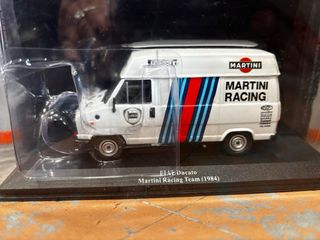 MARTINI
MARTINI
RACING
FIAT Ducato
Martini Racing Team (1984)